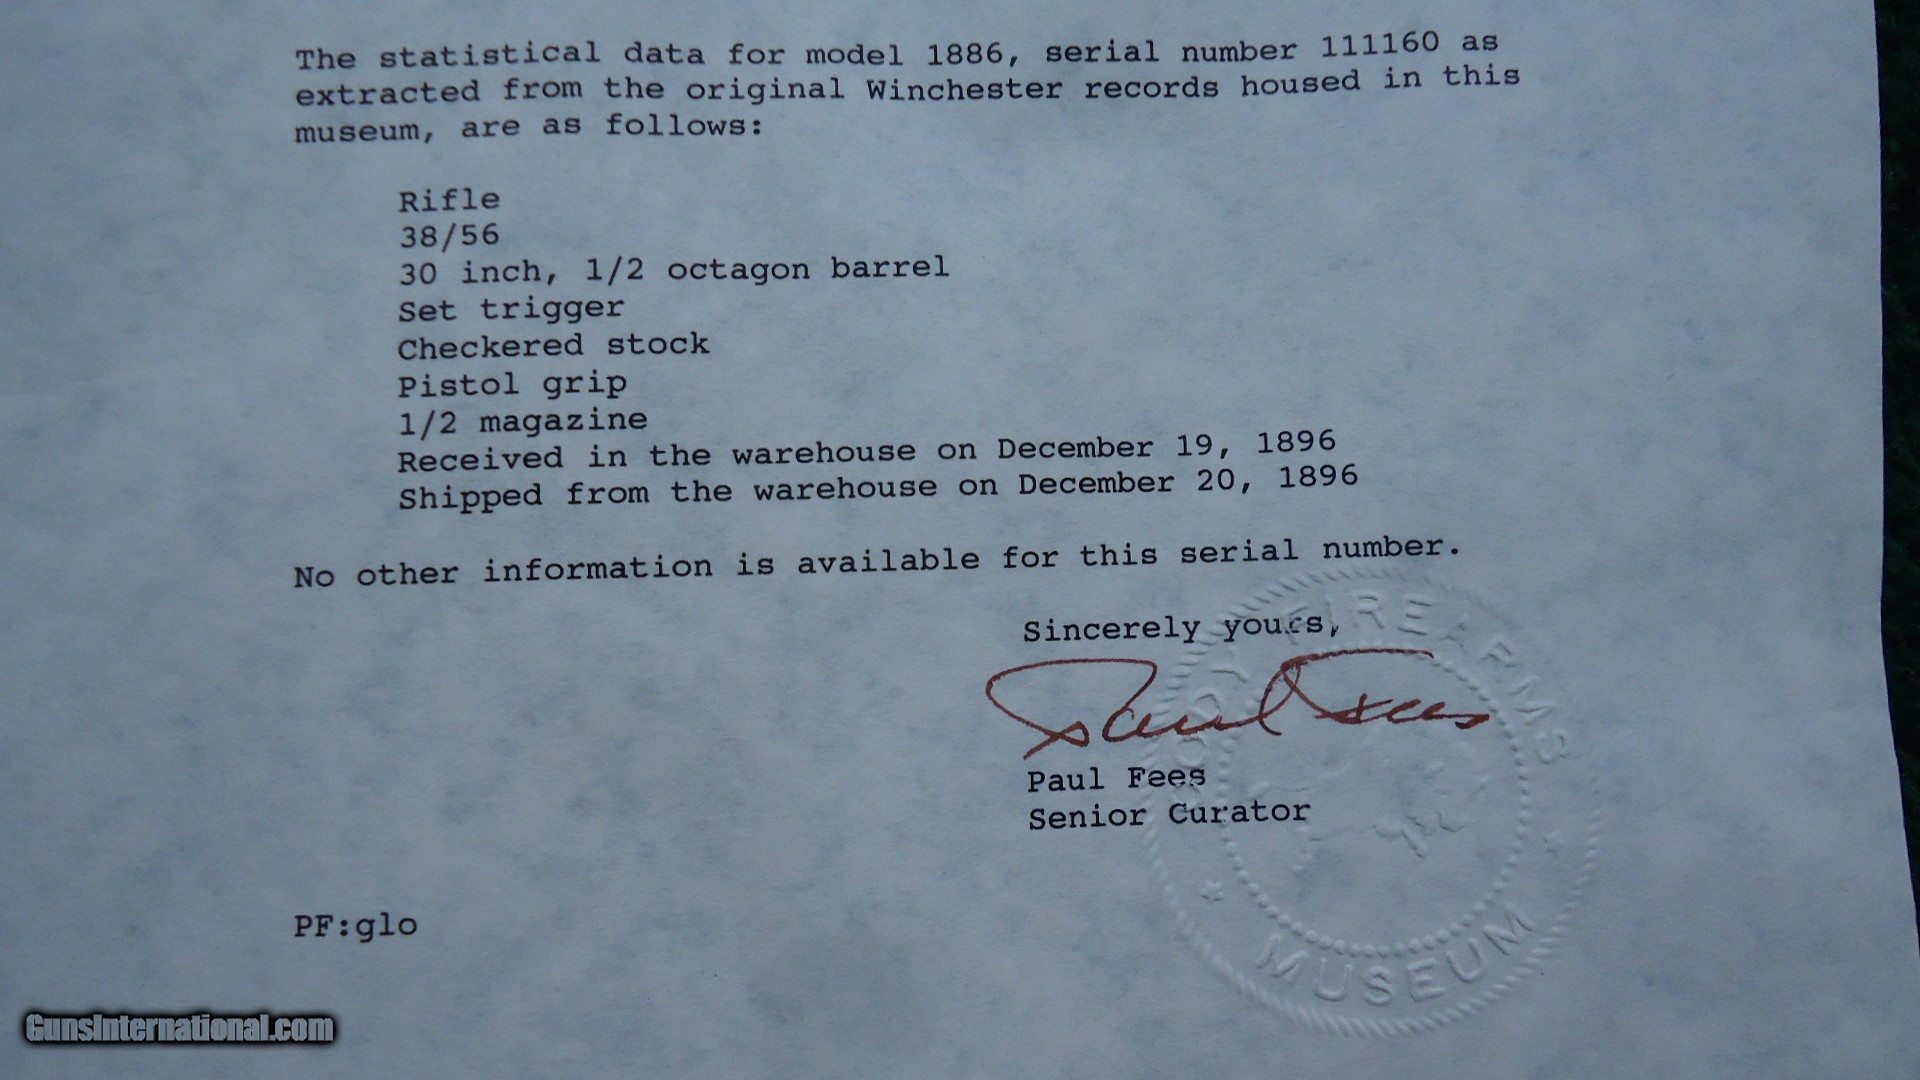 The statistical data for model 1886, serial number 111160 as
extracted from the original Winchester records housed in this
museum, are as follows:
Rifle
38/56
30 inch, 1/2 octagon barrel
Set trigger
Checkered stock
Pistol grip
1/2 magazine
Received in the warehouse on December 19, 1896
Shipped from the warehouse on December 20, 1896
No other information is available for this serial number.
Sincerely yours,
Paul Fees
Paul Fees
Senior Curator
CODY FIREARMS
MUSEUM
PF:glo
GunsInternational.com